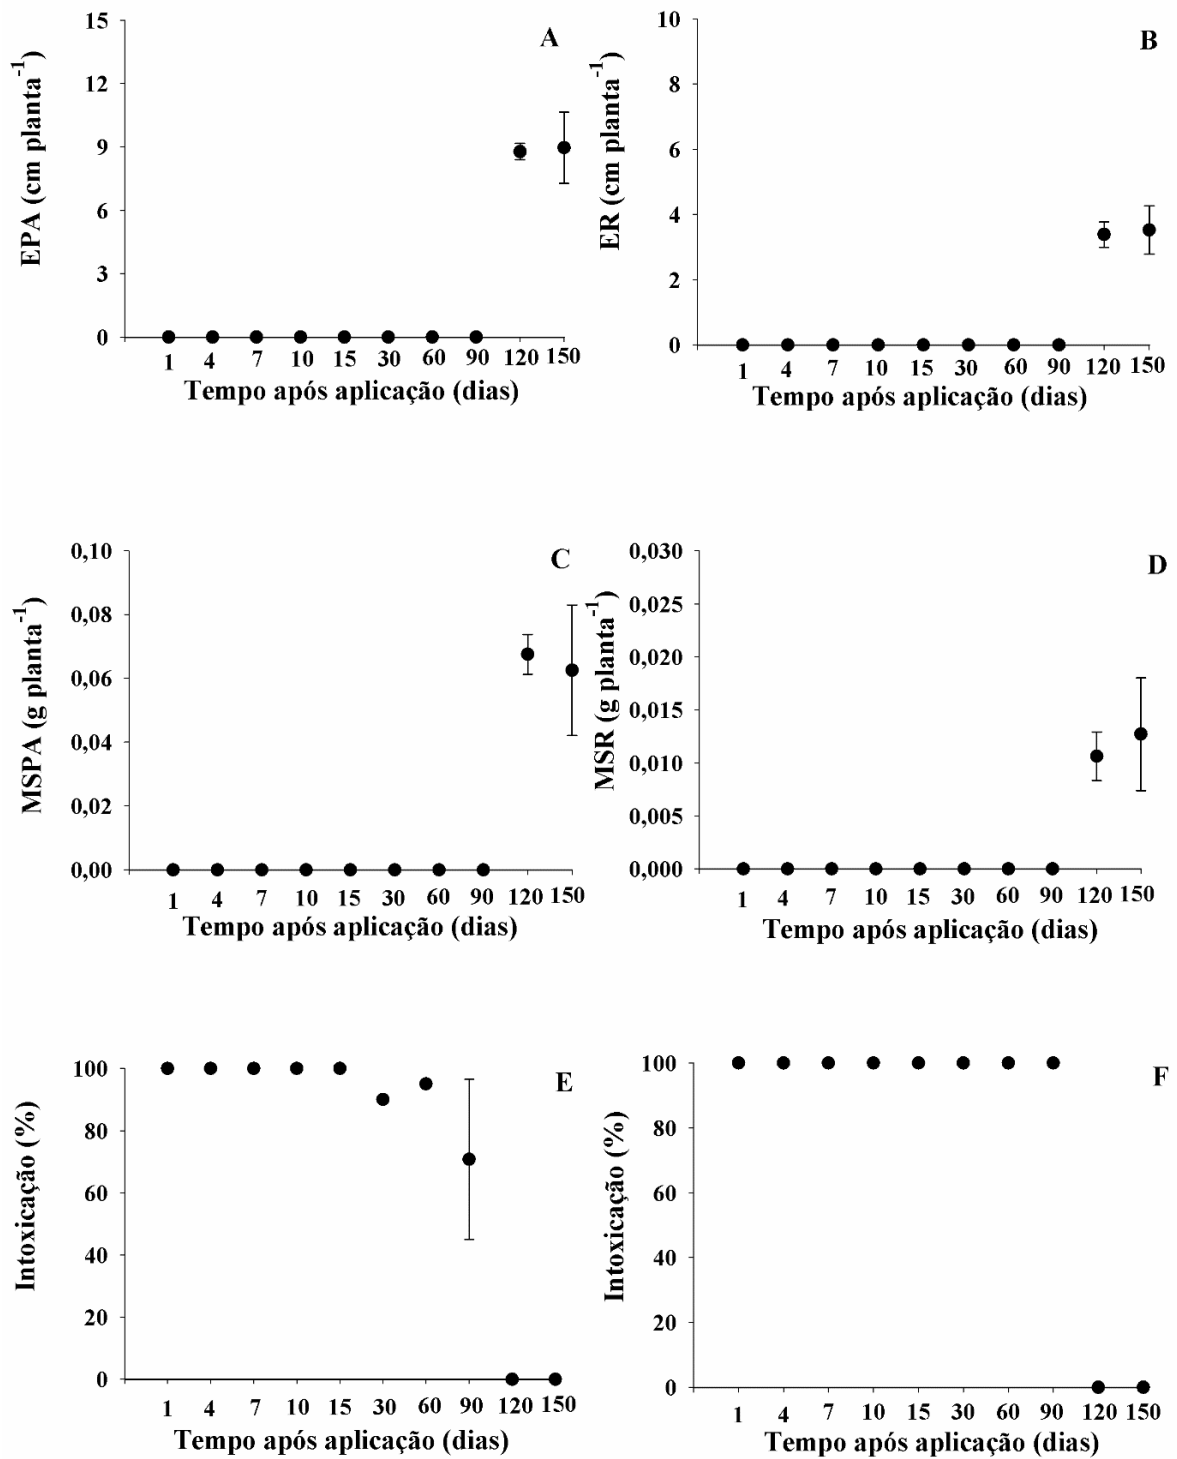 A
EPA (cm planta⁻¹)
15
12
9
6
3
0
1 4 7 10 15 30 60 90 120 150
Tempo após aplicação (dias)
B
ER (cm planta⁻¹)
10
8
6
4
2
0
1 4 7 10 15 30 60 90 120 150
Tempo após aplicação (dias)
C
MSPA (g planta⁻¹)
0,10
0,08
0,06
0,04
0,02
0,00
1 4 7 10 15 30 60 90 120 150
Tempo após aplicação (dias)
D
MSR (g planta⁻¹)
0,030
0,025
0,020
0,015
0,010
0,005
0,000
1 4 7 10 15 30 60 90 120 150
Tempo após aplicação (dias)
E
Intoxicação (%)
100
80
60
40
20
0
1 4 7 10 15 30 60 90 120 150
Tempo após aplicação (dias)
F
Intoxicação (%)
100
80
60
40
20
0
1 4 7 10 15 30 60 90 120 150
Tempo após aplicação (dias)